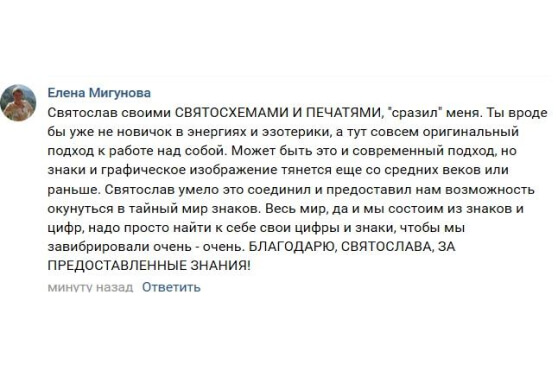 Елена Мигунова
Святослав своими СВЯТОСХЕМАМИ И ПЕЧАТЯМИ, "сразил" меня. Ты вроде
бы уже не новичок в энергиях и эзотерики, а тут совсем оригинальный
подход к работе над собой. Может быть это и современный подход, но
знаки и графическое изображение тянется еще со средних веков или
раньше. Святослав умело это соединил и предоставил нам возможность
окунуться в тайный мир знаков. Весь мир, да и мы состоим из знаков и
цифр, надо просто найти к себе свои цифры и знаки, чтобы мы
завибрировали очень - очень. БЛАГОДАРЮ, СВЯТОСЛАВА, ЗА
ПРЕДОСТАВЛЕННЫЕ ЗНАНИЯ!
минуту назад Ответить